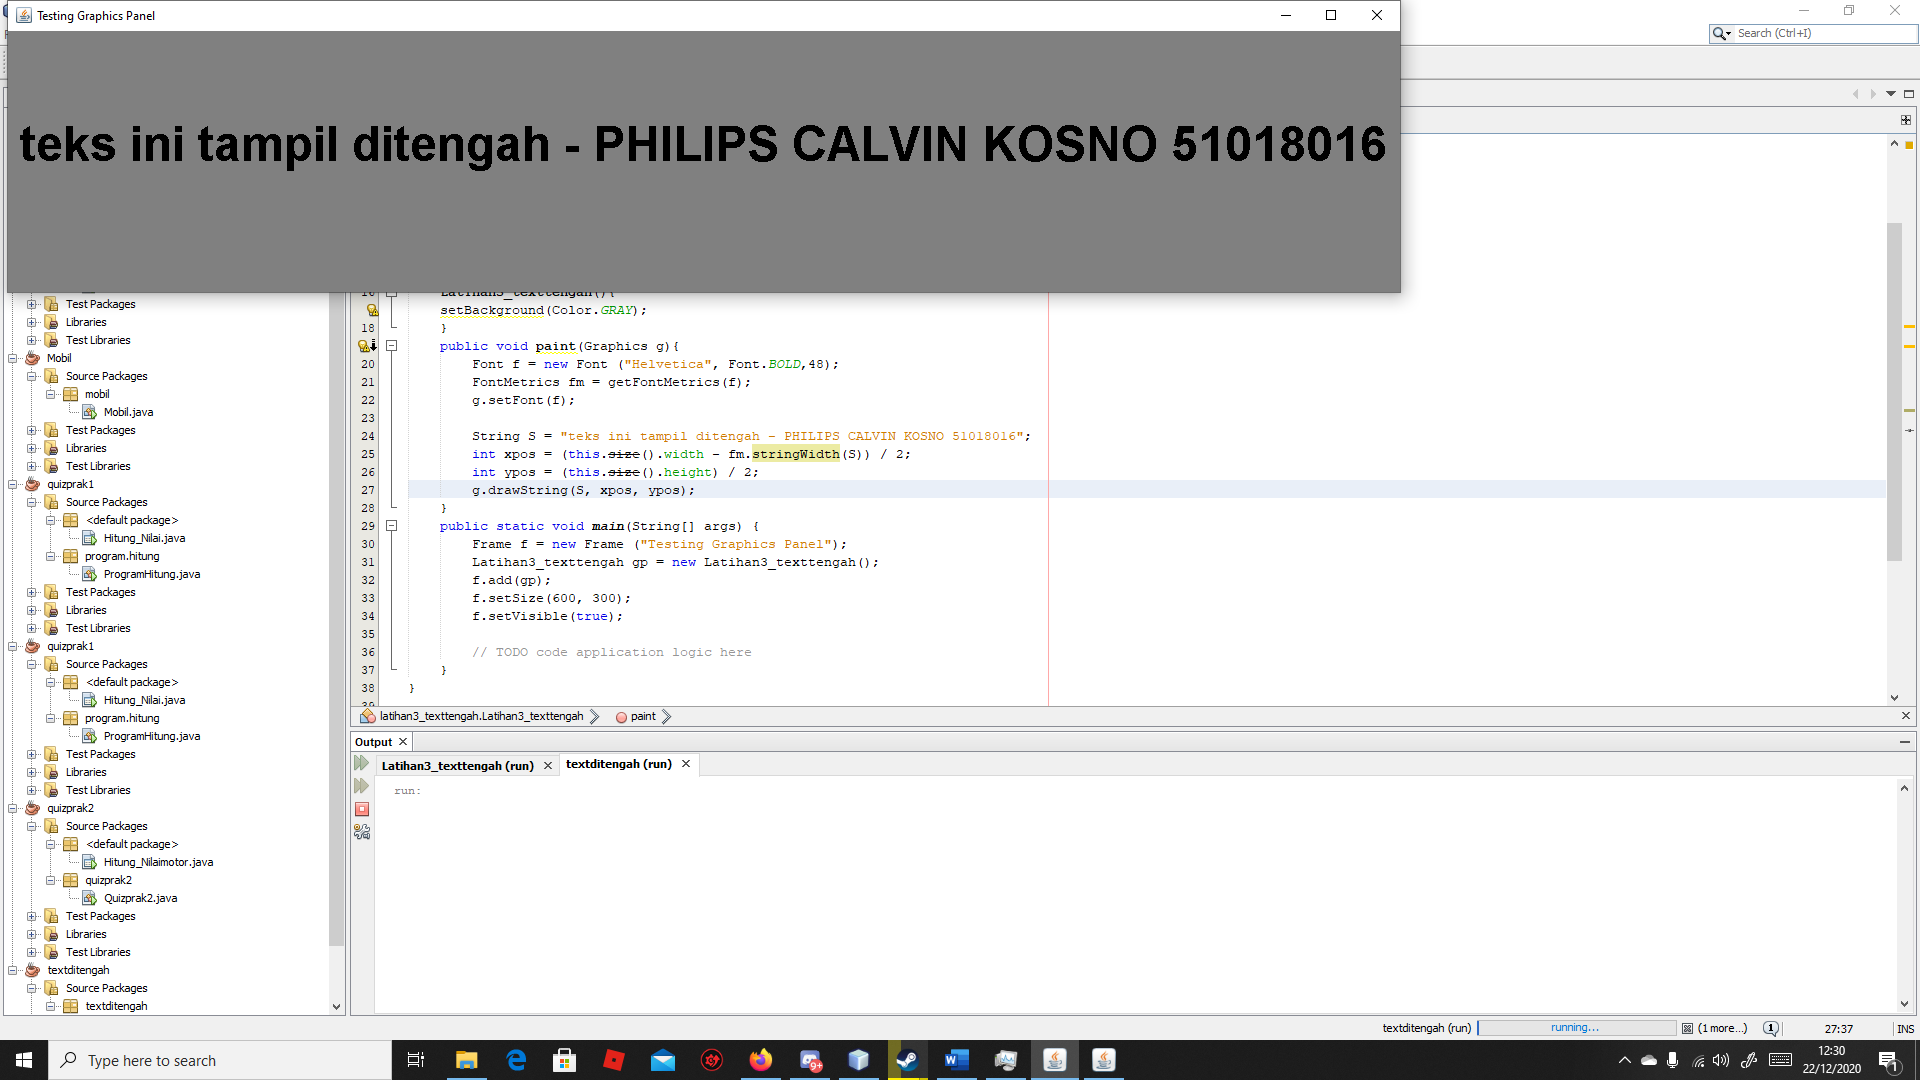 Testing Graphics Panel
Search (Ctrl+I)
teks ini tampil ditengah - PHILIPS CALVIN KOSNO 51018016
Test Packages
Libraries
Test Libraries
Mobil
Source Packages
mobil
Mobil.java
Test Packages
Libraries
Test Libraries
quizprak1
Source Packages
<default package>
Hitung_Nilai.java
program.hitung
ProgramHitung.java
Test Packages
Libraries
Test Libraries
quizprak1
Source Packages
<default package>
Hitung_Nilai.java
program.hitung
ProgramHitung.java
Test Packages
Libraries
Test Libraries
quizprak2
Source Packages
<default package>
Hitung_Nilaimotor.java
quizprak2
Quizprak2.java
Test Packages
Libraries
Test Libraries
textditengah
Source Packages
textditengah
Latihan3_texttengah(){
setBackground(Color.GRAY);
18 }
public void paint(Graphics g){
20 Font f = new Font ("Helvetica", Font.BOLD,48);
21 FontMetrics fm = getFontMetrics(f);
22 g.setFont(f);
23
24 String S = "teks ini tampil ditengah - PHILIPS CALVIN KOSNO 51018016";
25 int xpos = (this.size().width - fm.stringWidth(S)) / 2;
26 int ypos = (this.size().height) / 2;
27 g.drawString(S, xpos, ypos);
28 }
29 public static void main(String[] args) {
30 Frame f = new Frame ("Testing Graphics Panel");
31 Latihan3_texttengah gp = new Latihan3_texttengah();
32 f.add(gp);
33 f.setSize(600, 300);
34 f.setVisible(true);
35
36 // TODO code application logic here
37 }
38 }
latihan3_texttengah.Latihan3_texttengah paint
Output
Latihan3_texttengah (run) textditengah (run)
run:
textditengah (run) running... (1 more...) 1 27:37 INS
Type here to search
9+
12:30
22/12/2020
1